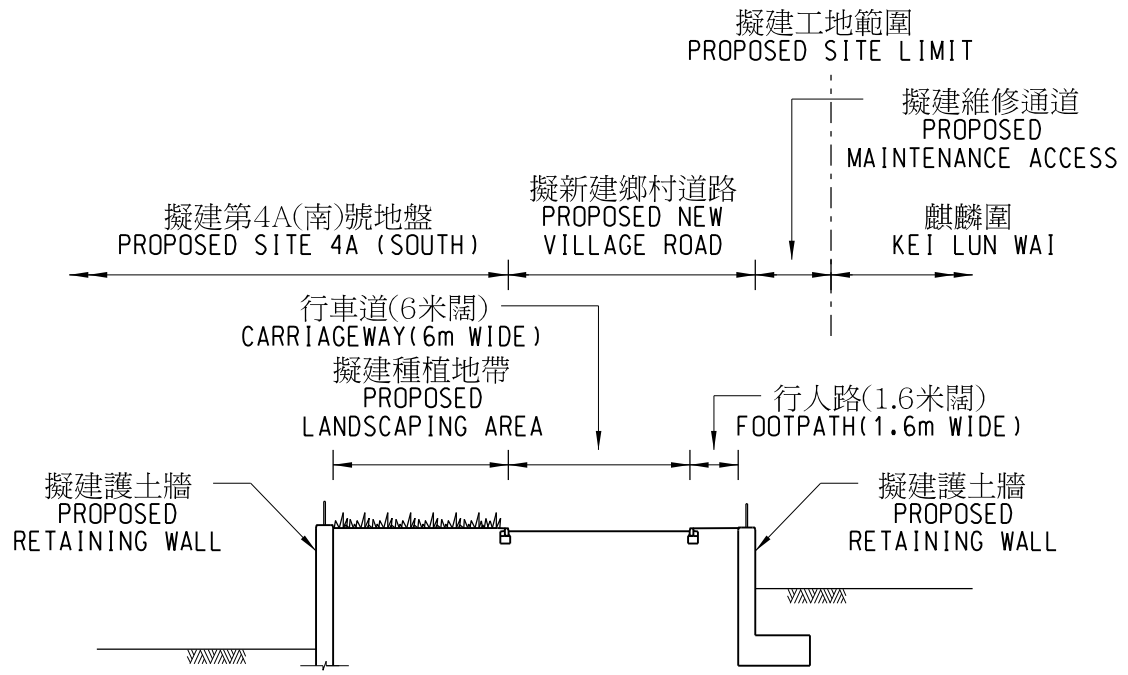 擬建工地範圍
PROPOSED SITE LIMIT
擬建維修通道
PROPOSED
MAINTENANCE ACCESS
擬建第4A(南)號地盤
PROPOSED SITE 4A (SOUTH)
擬新建鄉村道路
PROPOSED NEW
VILLAGE ROAD
麒麟圍
KEI LUN WAI
行車道(6米闊)
CARRIAGEWAY(6m WIDE)
擬建種植地帶
PROPOSED
LANDSCAPING AREA
行人路(1.6米闊)
FOOTPATH(1.6m WIDE)
擬建護土牆
PROPOSED
RETAINING WALL
擬建護土牆
PROPOSED
RETAINING WALL